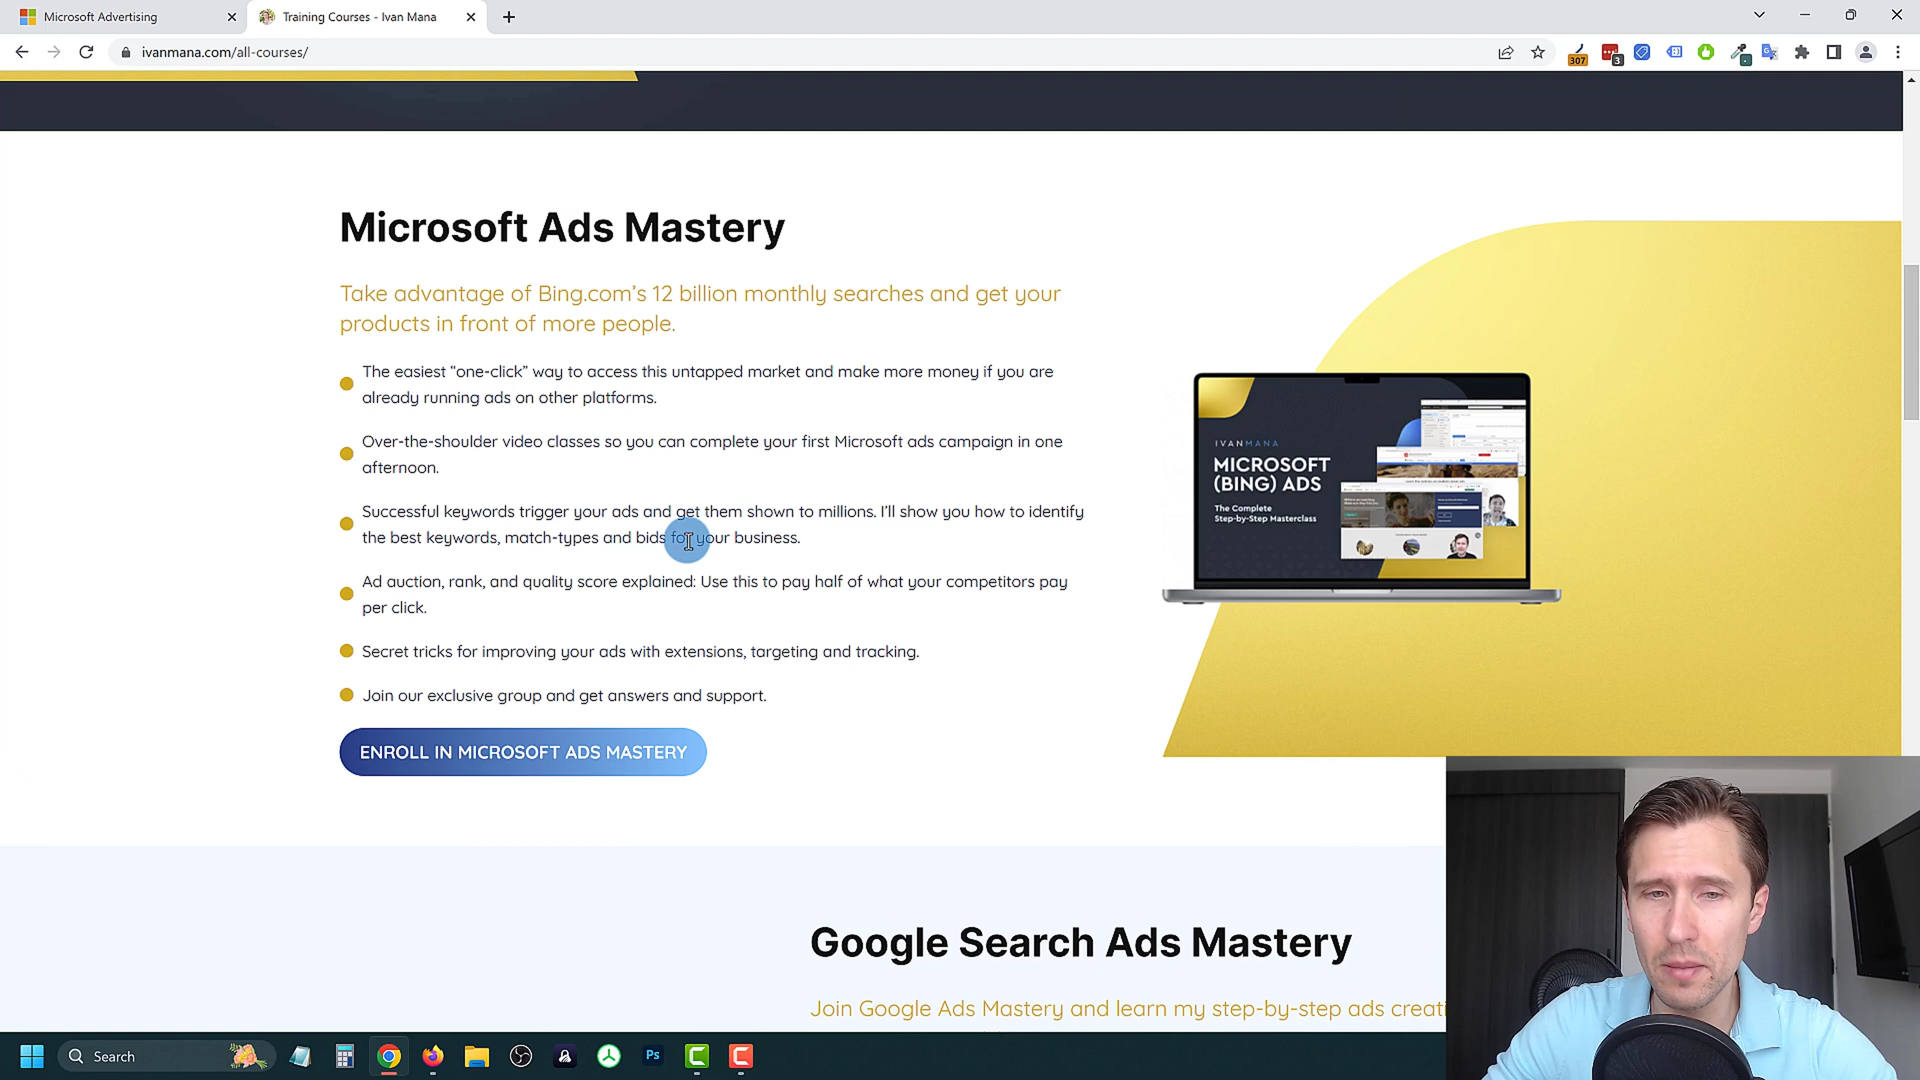 Microsoft Advertising
Training Courses - Ivan Mana
ivanmana.com/all-courses/
307
3
Microsoft Ads Mastery
Take advantage of Bing.com’s 12 billion monthly searches and get your
products in front of more people.
The easiest “one-click” way to access this untapped market and make more money if you are
already running ads on other platforms.
Over-the-shoulder video classes so you can complete your first Microsoft ads campaign in one
afternoon.
Successful keywords trigger your ads and get them shown to millions. I’ll show you how to identify
the best keywords, match-types and bids for your business.
Ad auction, rank, and quality score explained: Use this to pay half of what your competitors pay
per click.
Secret tricks for improving your ads with extensions, targeting and tracking.
Join our exclusive group and get answers and support.
ENROLL IN MICROSOFT ADS MASTERY
IVANMANA
MICROSOFT
(BING) ADS
The Complete
Step-by-Step Masterclass
Google Search Ads Mastery
Join Google Ads Mastery and learn my step-by-step ads creati
Search
Ps